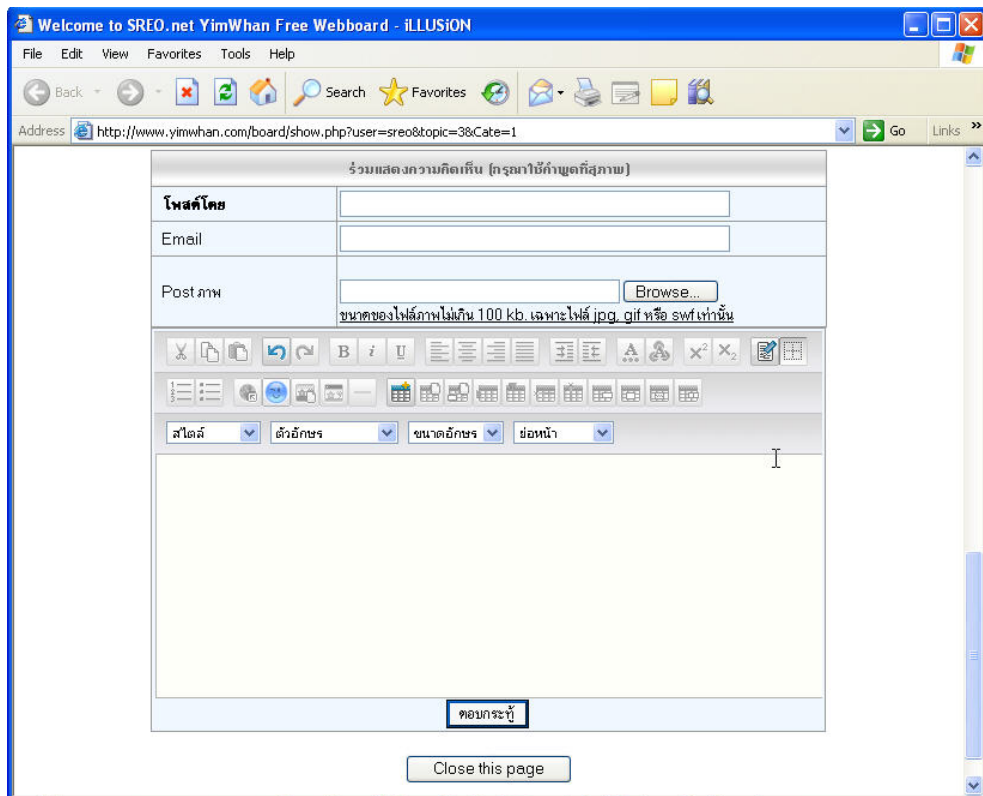 Welcome to SREO.net YimWhan Free Webboard - iLLUSiON
File Edit View Favorites Tools Help
Back Search Favorites
Address http://www.yimwhan.com/board/show.php?user=sreo&topic=3&Cate=1 Go Links »
ร่วมแสดงความคิดเห็น (กรุณาใช้คำพูดที่สุภาพ)
โพสต์โดย
Email
Post ภาพ Browse...
ขนาดของไฟล์ภาพไม่เกิน 100 kb. เฉพาะไฟล์ jpg, gif หรือ swf เท่านั้น
B i U A x² x₂
สไตล์ ตัวอักษร ขนาดอักษร ย่อหน้า
ตอบกระทู้
Close this page